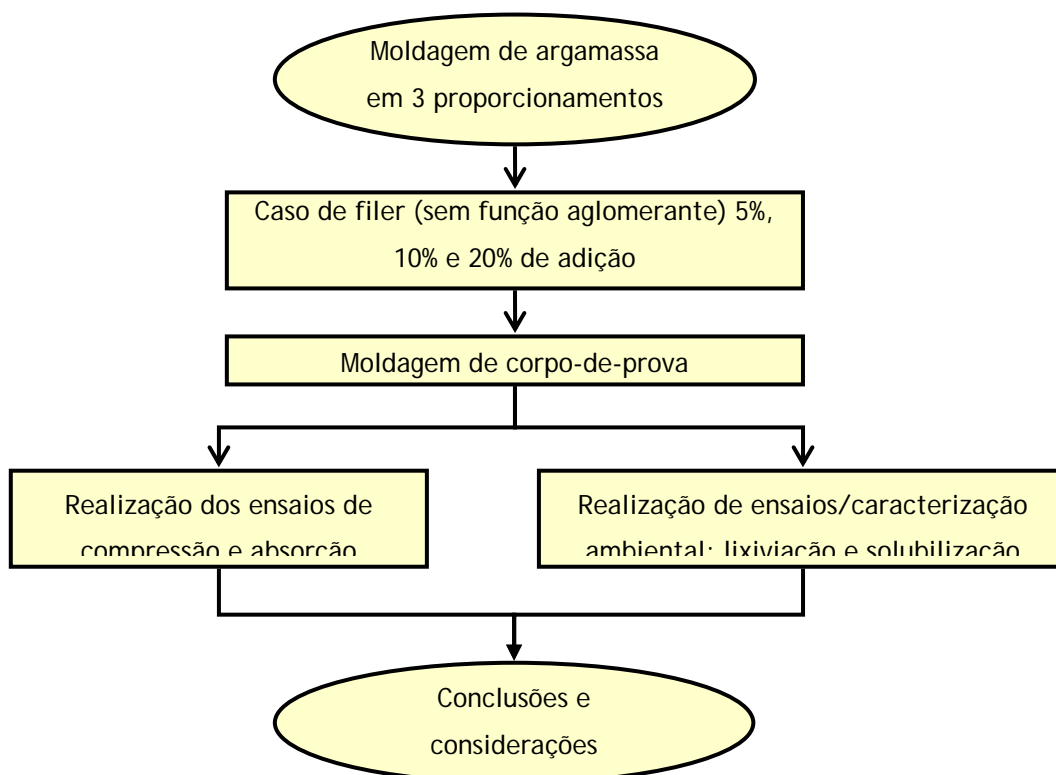 Moldagem de argamassa
em 3 proporcionamentos
Caso de filer (sem função aglomerante) 5%,
10% e 20% de adição
Moldagem de corpo-de-prova
Realização dos ensaios de
compressão e absorção
Realização de ensaios/caracterização
ambiental: lixiviação e solubilização
Conclusões e
considerações